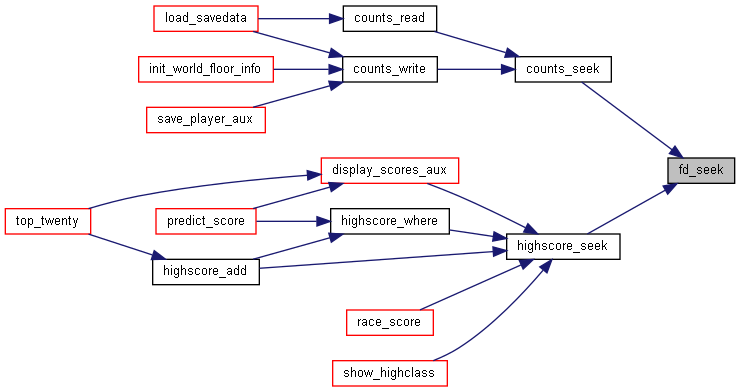 load_savedata
counts_read
init_world_floor_info
counts_write
counts_seek
save_player_aux
fd_seek
display_scores_aux
top_twenty
predict_score
highscore_where
highscore_seek
highscore_add
race_score
show_highclass